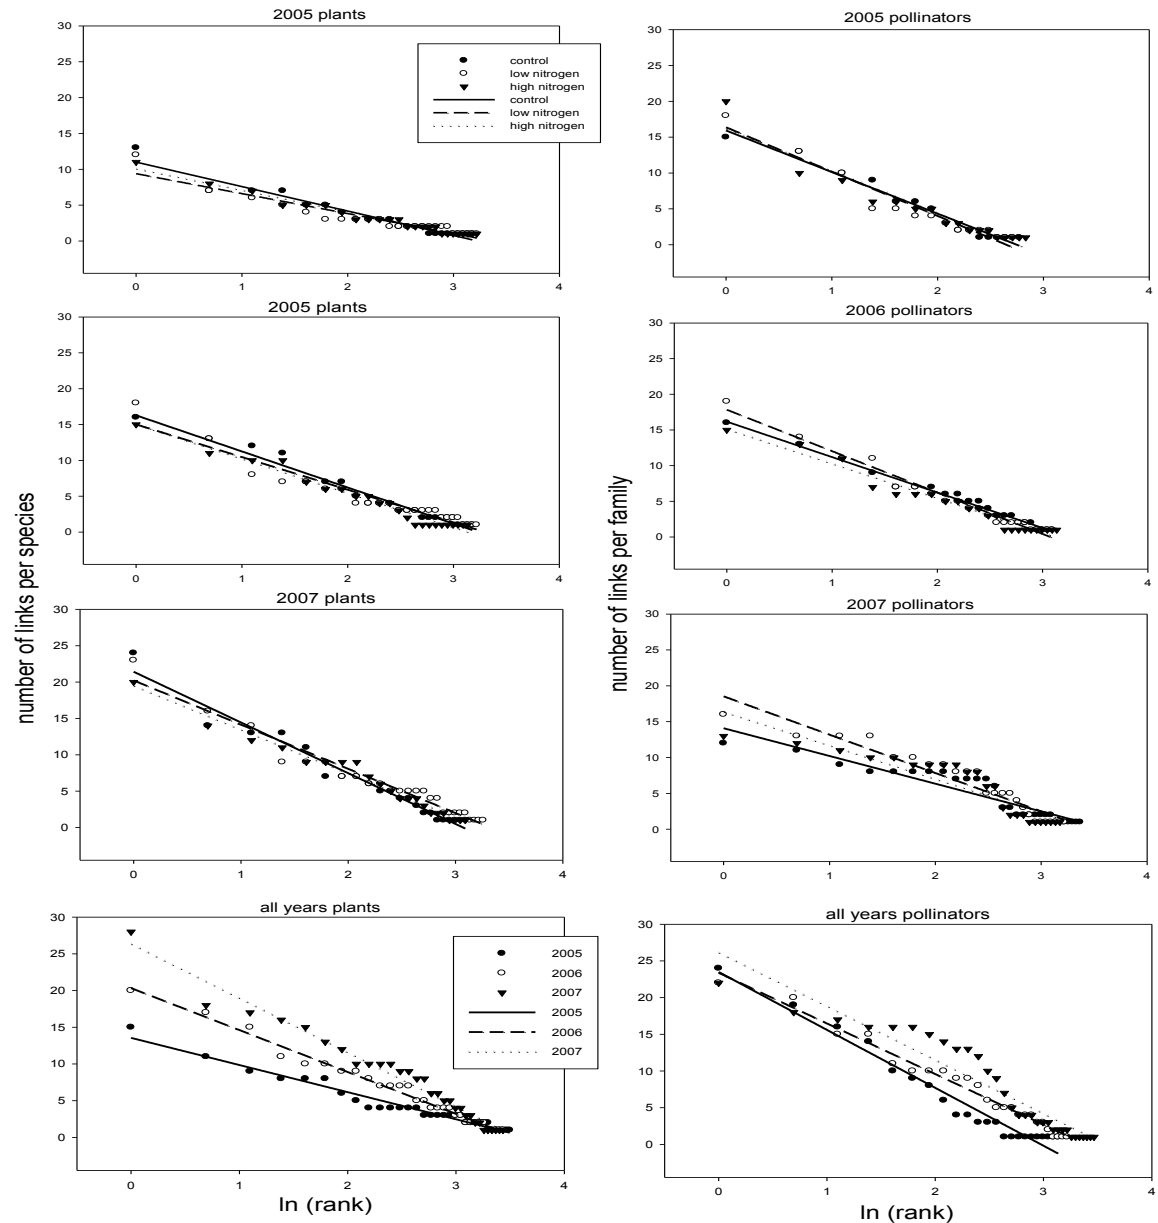 2005 plants
30
25
20
15
10
5
0
0 1 2 3 4
control
low nitrogen
high nitrogen
control
low nitrogen
high nitrogen
2005 pollinators
30
25
20
15
10
5
0
0 1 2 3 4
2005 plants
30
25
20
15
10
5
0
0 1 2 3 4
2006 pollinators
30
25
20
15
10
5
0
0 1 2 3 4
number of links per species
number of links per family
2007 plants
30
25
20
15
10
5
0
0 1 2 3 4
2007 pollinators
30
25
20
15
10
5
0
0 1 2 3 4
all years plants
30
25
20
15
10
5
0
0 1 2 3 4
2005
2006
2007
2005
2006
2007
ln (rank)
all years pollinators
30
25
20
15
10
5
0
0 1 2 3 4
ln (rank)